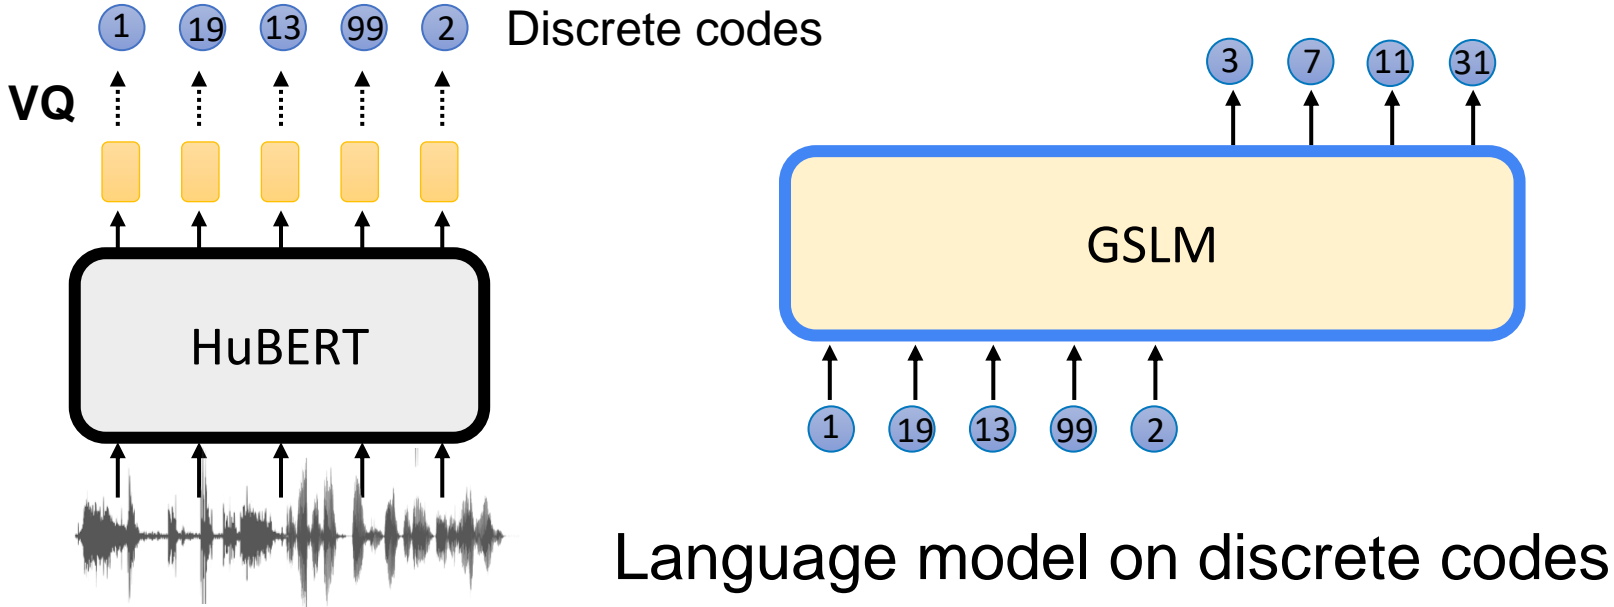 1 19 13 99 2 Discrete codes
VQ
HuBERT
3 7 11 31
GSLM
1 19 13 99 2
Language model on discrete codes